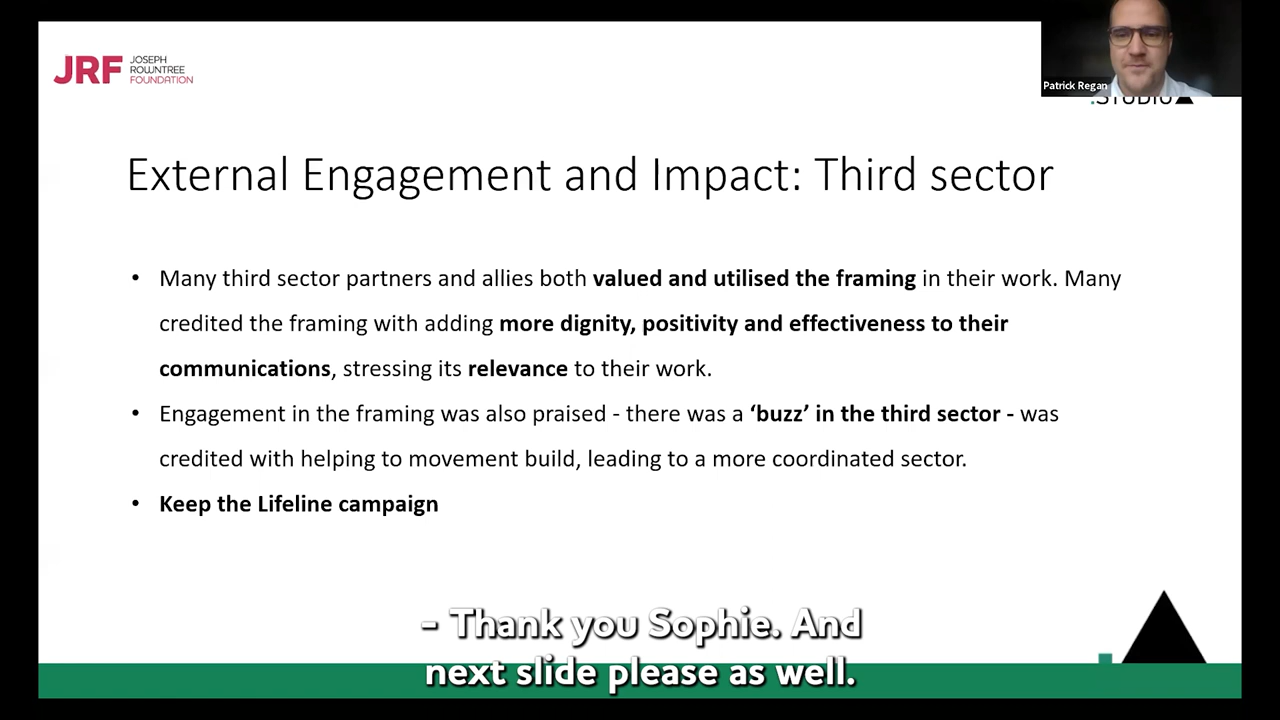 JRF
JOSEPH
ROWNTREE
FOUNDATION
Patrick Regan
.STUDIO
External Engagement and Impact: Third sector
• Many third sector partners and allies both valued and utilised the framing in their work. Many
credited the framing with adding more dignity, positivity and effectiveness to their
communications, stressing its relevance to their work.
• Engagement in the framing was also praised - there was a ‘buzz’ in the third sector - was
credited with helping to movement build, leading to a more coordinated sector.
• Keep the Lifeline campaign
- Thank you Sophie. And
next slide please as well.